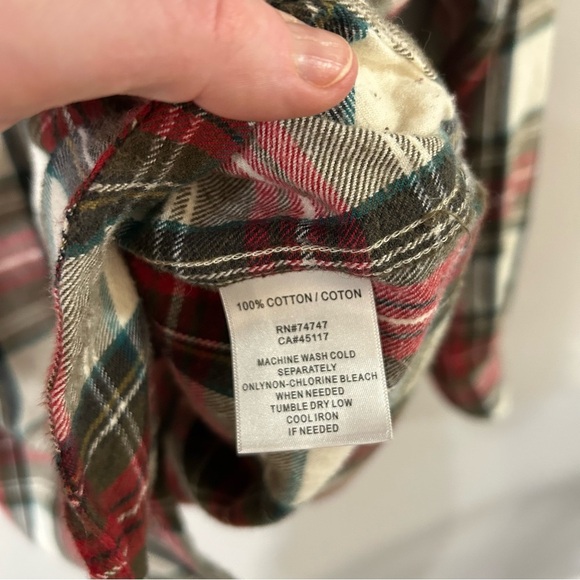 100% COTTON / COTON
RN#74747
CA#45117
MACHINE WASH COLD
SEPARATELY
ONLYNON-CHLORINE BLEACH
WHEN NEEDED
TUMBLE DRY LOW
COOL IRON
IF NEEDED